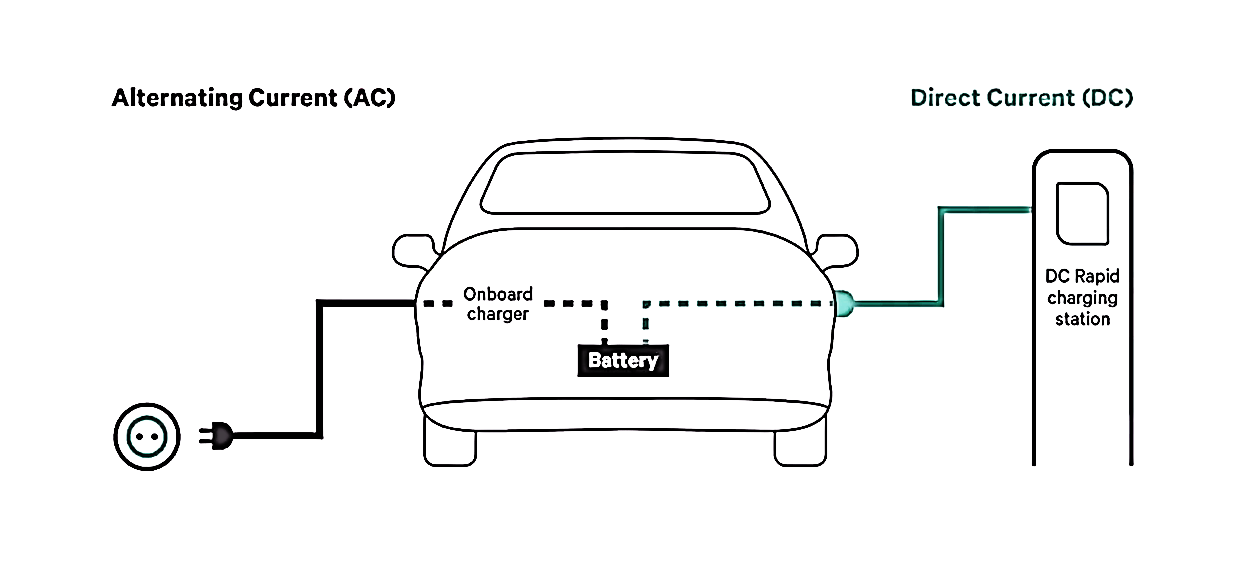 Alternating Current (AC)
Direct Current (DC)
Onboard
charger
Battery
DC Rapid
charging
station